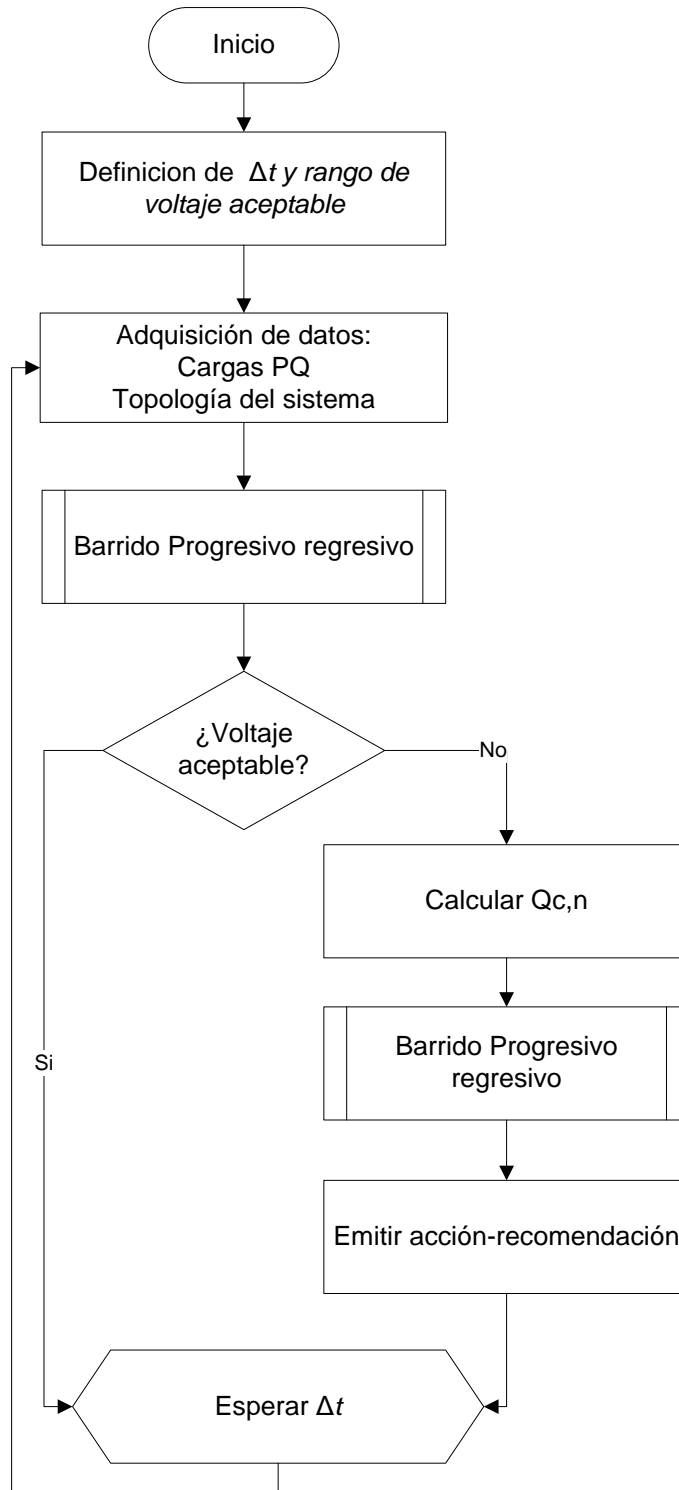 Inicio
Definicion de Δt y rango de
voltaje aceptable
Adquisición de datos:
Cargas PQ
Topología del sistema
Barrido Progresivo regresivo
¿Voltaje
aceptable?
No
Calcular Qc,n
Barrido Progresivo
regresivo
Si
Emitir acción-recomendación
Esperar Δt